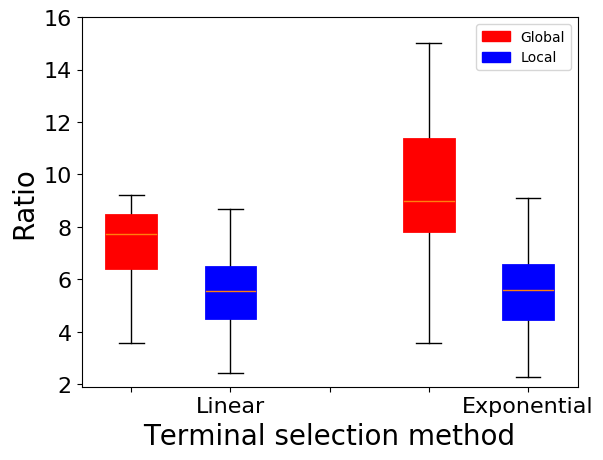 Global
Local
Ratio
16
14
12
10
8
6
4
2
Linear
Exponential
Terminal selection method